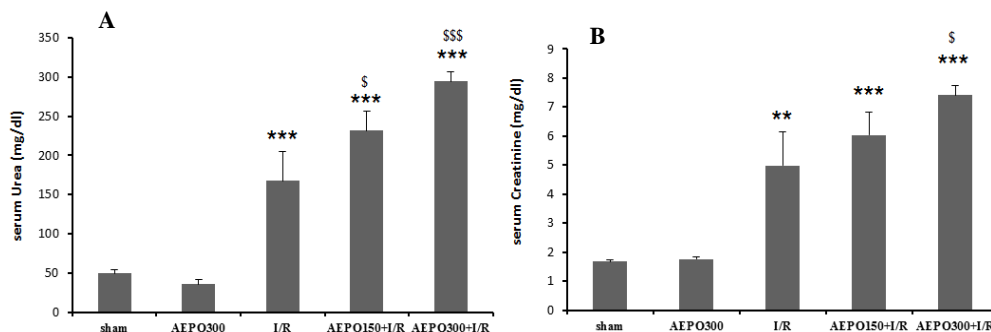 A
serum Urea (mg/dl)
350
300
250
200
150
100
50
0
***
$
***
$$$
***
sham
AEPO300
I/R
AEPO150+I/R
AEPO300+I/R
B
serum Creatinine (mg/dl)
9
8
7
6
5
4
3
2
1
0
**
***
$
***
sham
AEPO300
I/R
AEPO150+I/R
AEPO300+I/R